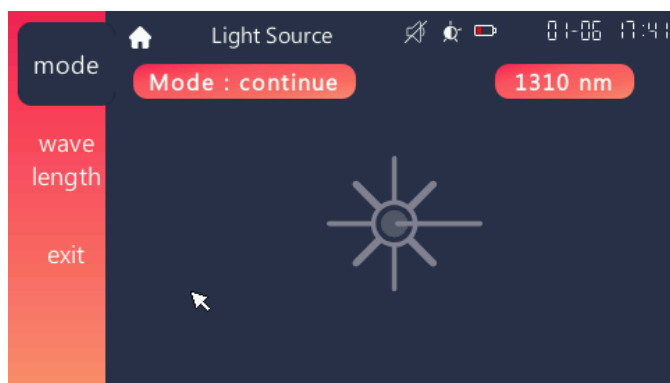 Light Source
01-06 17:41
mode
Mode : continue
1310 nm
wave
length
exit